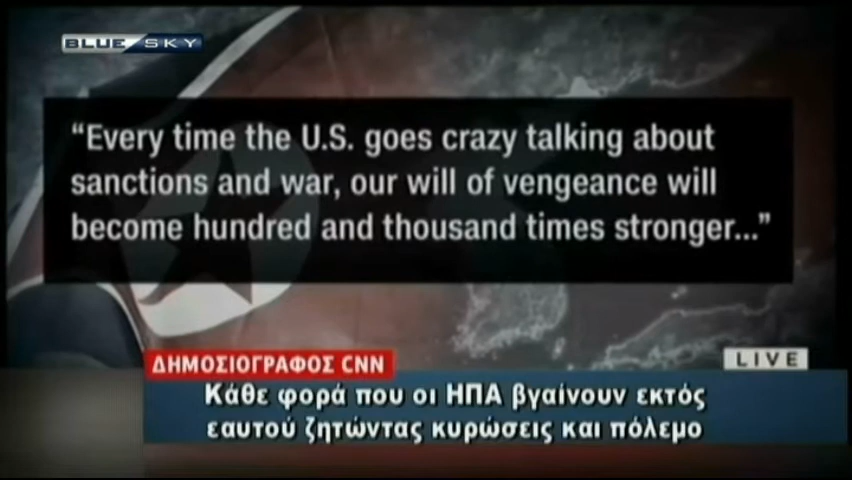 BLUE SKY
“Every time the U.S. goes crazy talking about
sanctions and war, our will of vengeance will
become hundred and thousand times stronger...”
ΔΗΜΟΣΙΟΓΡΑΦΟΣ CNN
LIVE
Κάθε φορά που οι ΗΠΑ βγαίνουν εκτός
εαυτού ζητώντας κυρώσεις και πόλεμο